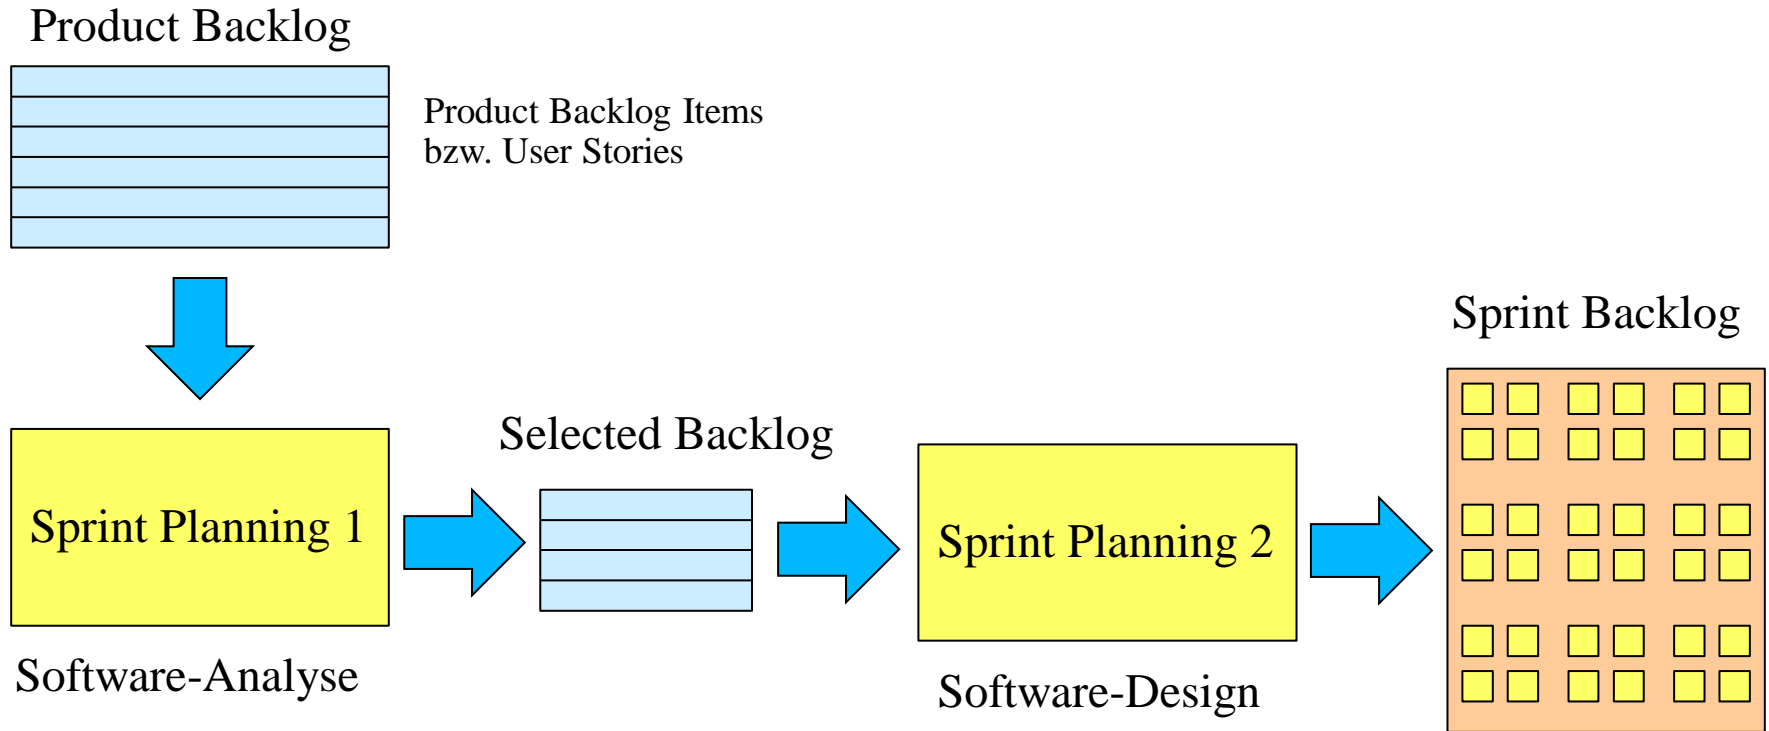 Product Backlog
Product Backlog Items
bzw. User Stories
Sprint Backlog
Selected Backlog
Sprint Planning 1
Sprint Planning 2
Software-Analyse
Software-Design